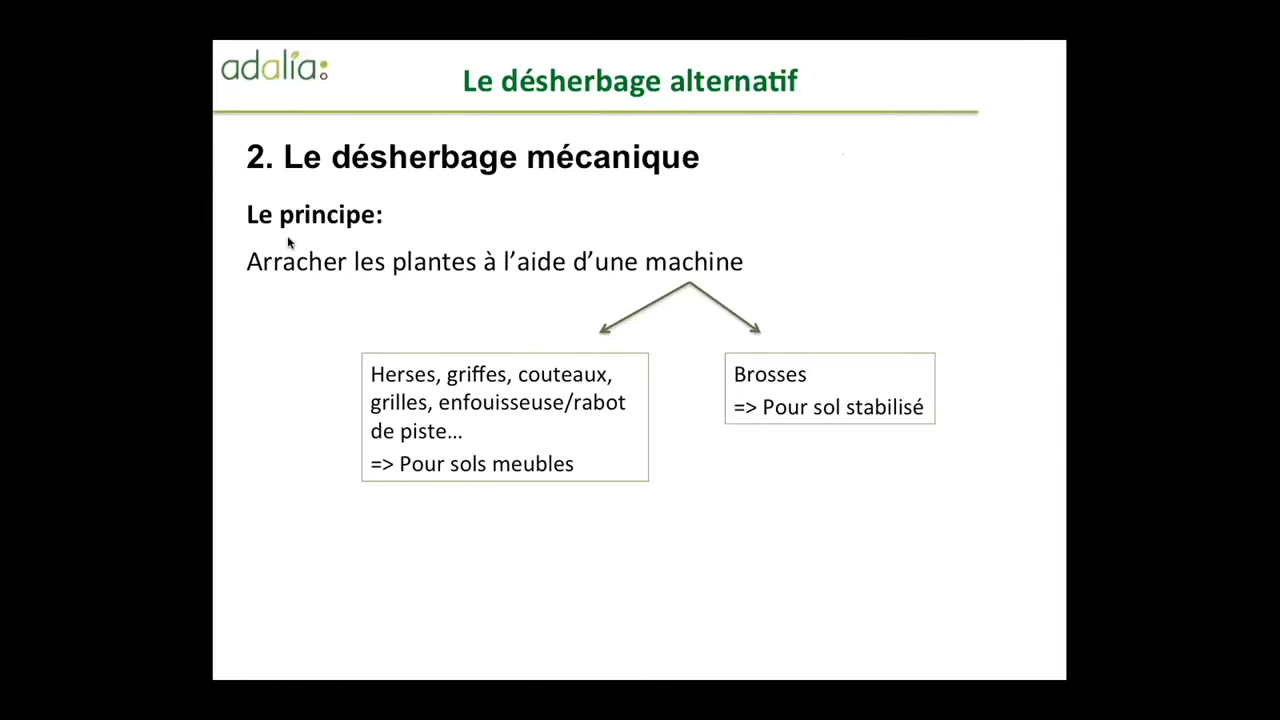 adalia
Le désherbage alternatif
2. Le désherbage mécanique
Le principe:
Arracher les plantes à l’aide d’une machine
Herses, griffes, couteaux,
grilles, enfouisseuse/rabot
de piste…
=> Pour sols meubles
Brosses
=> Pour sol stabilisé